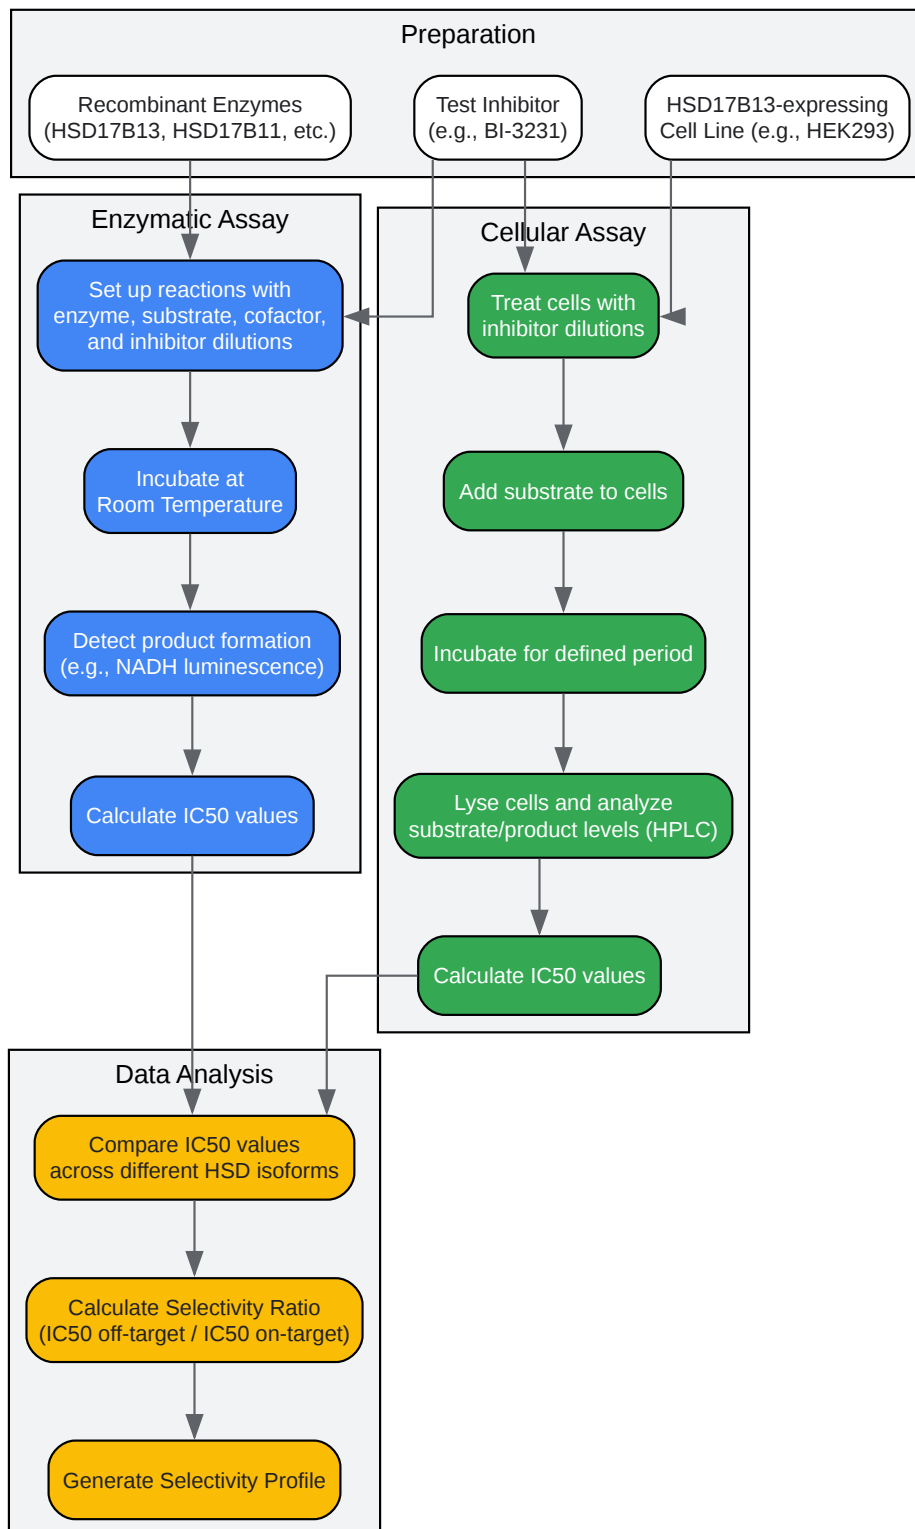 Preparation
Recombinant Enzymes
(HSD17B13, HSD17B11, etc.)
Test Inhibitor
(e.g., BI-3231)
HSD17B13-expressing
Cell Line (e.g., HEK293)
Enzymatic Assay
Set up reactions with
enzyme, substrate, cofactor,
and inhibitor dilutions
Incubate at
Room Temperature
Detect product formation
(e.g., NADH luminescence)
Calculate IC50 values
Cellular Assay
Treat cells with
inhibitor dilutions
Add substrate to cells
Incubate for defined period
Lyse cells and analyze
substrate/product levels (HPLC)
Calculate IC50 values
Data Analysis
Compare IC50 values
across different HSD isoforms
Calculate Selectivity Ratio
(IC50 off-target / IC50 on-target)
Generate Selectivity Profile